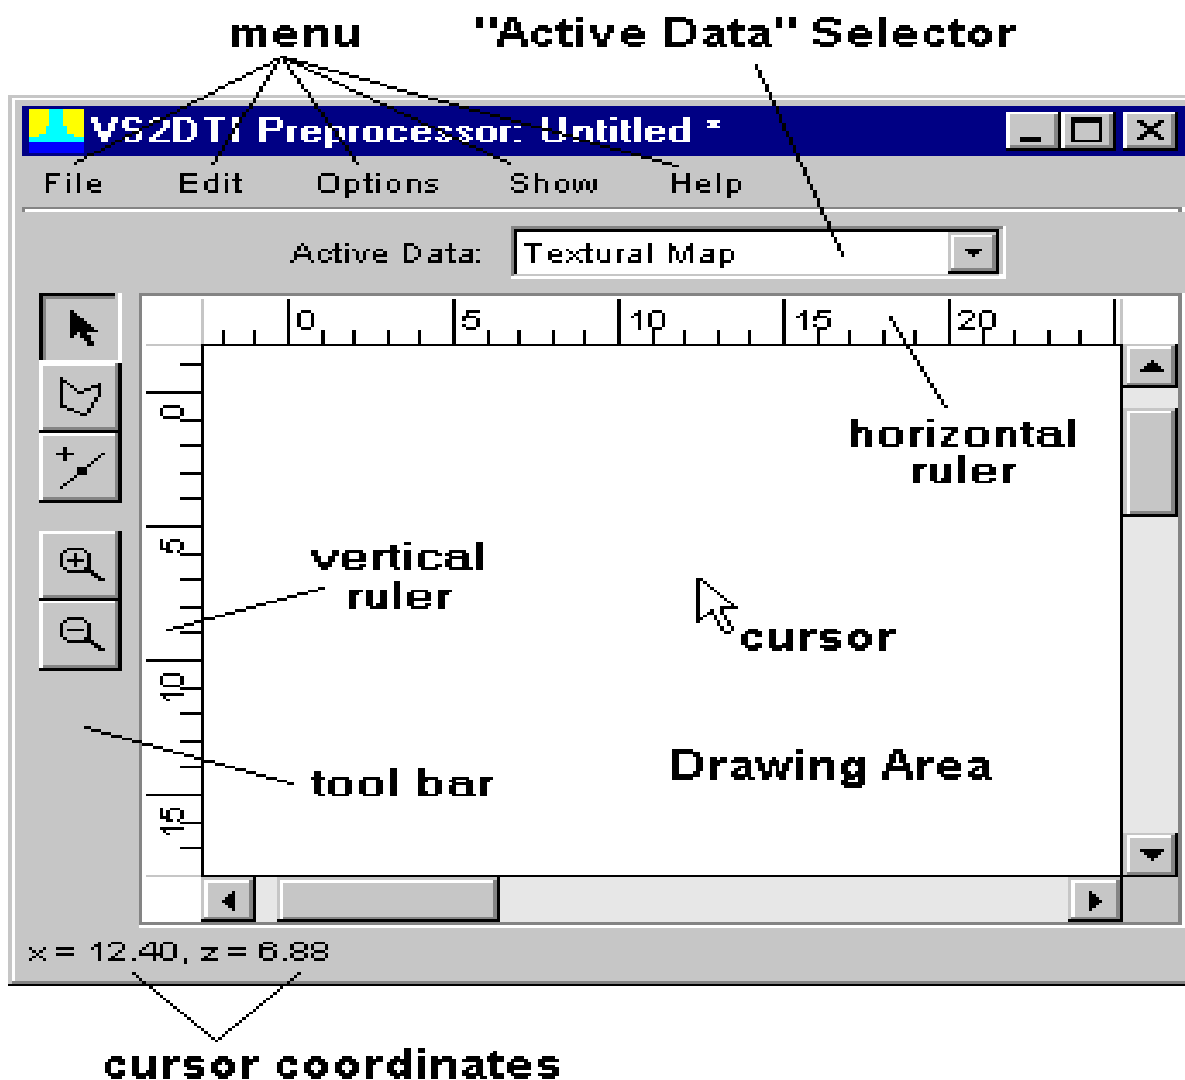 menu "Active Data" Selector
VS2DTI Preprocessor: Untitled *
File Edit Options Show Help
Active Data: Textural Map
0 5 10 15 20
0
horizontal
ruler
5
vertical
ruler
cursor
10
Drawing Area
tool bar
15
x = 12.40, z = 6.88
cursor coordinates